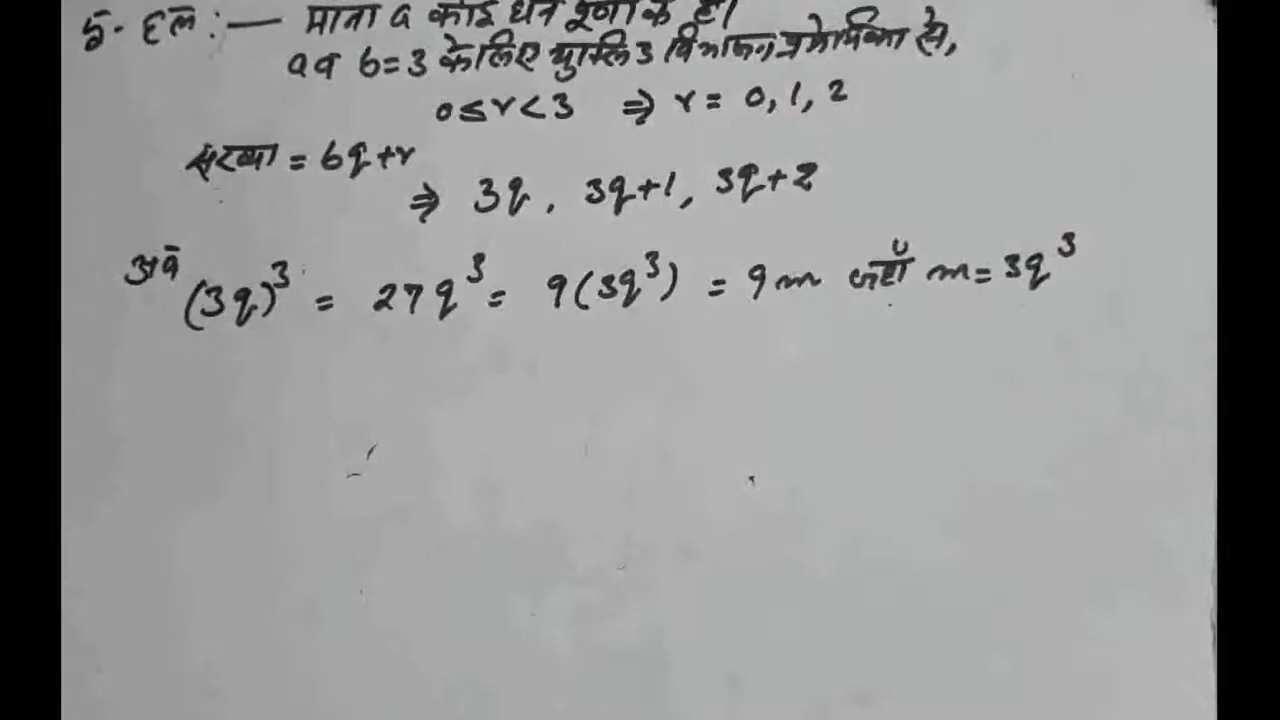 5. हल :— माना a कोई धन पूर्णांक है।
a व b = 3 के लिए युक्लिड विभाजन प्रमेयिका से,
0 ≤ r < 3 ⇒ r = 0, 1, 2
संख्या = bq + r
⇒ 3q, 3q+1, 3q+2
अब (3q)³ = 27q³ = 9(3q³) = 9m जहाँ m = 3q³